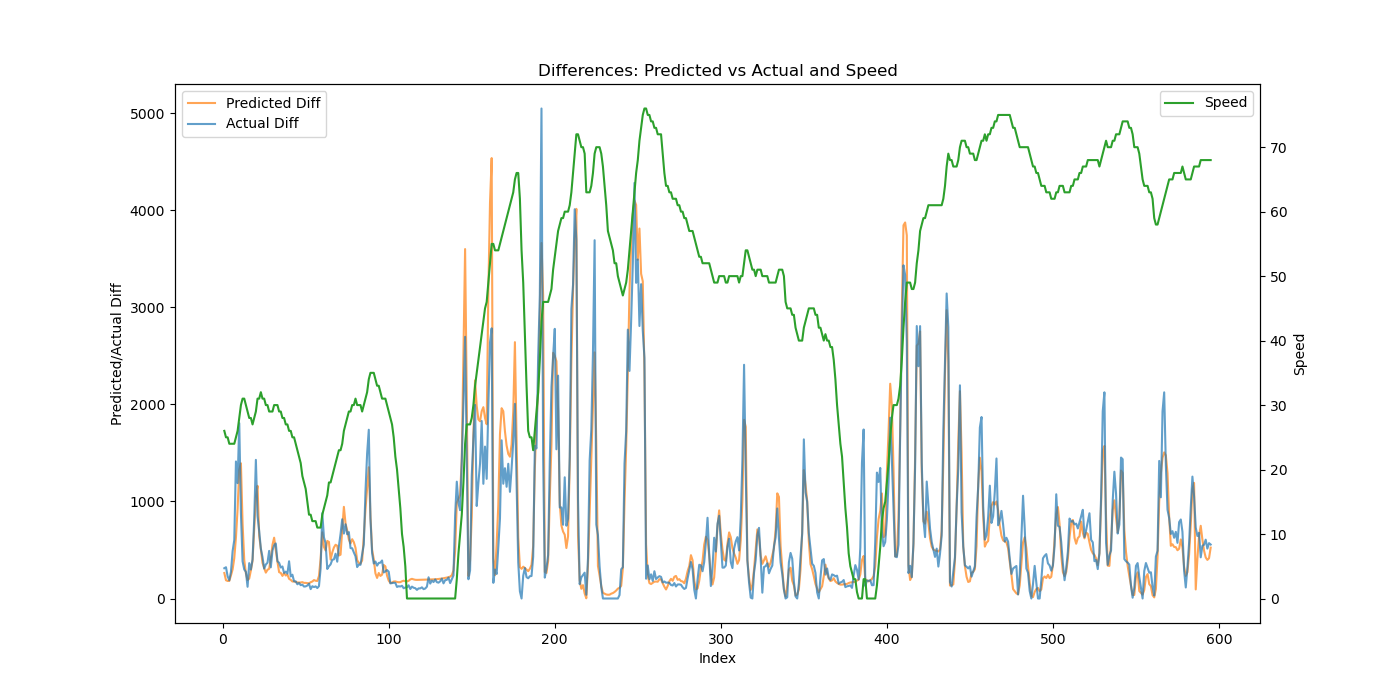 Differences: Predicted vs Actual and Speed
Predicted Diff
Actual Diff
Speed
5000
4000
3000
2000
1000
0
Predicted/Actual Diff
70
60
50
40
30
20
10
0
Speed
0 100 200 300 400 500 600
Index